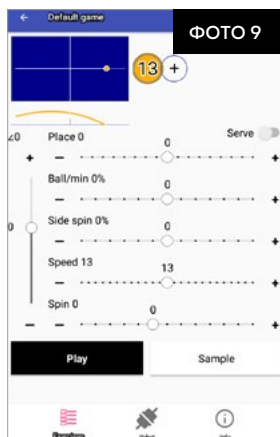 Default game
ФОТО 9
13 +
Place 0
Serve
0
Ball/min 0%
0
Side spin 0%
0
0
Speed 13
13
Spin 0
0
Play
Sample